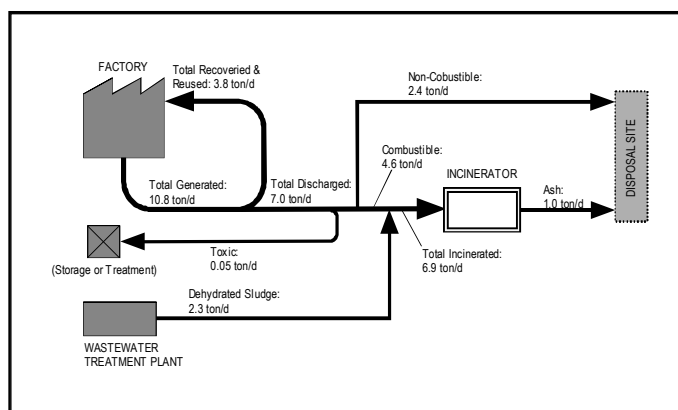 FACTORY
Total Recoveried &
Reused: 3.8 ton/d
Non-Cobustible:
2.4 ton/d
Combustible:
4.6 ton/d
INCINERATOR
DISPOSAL SITE
Total Generated:
10.8 ton/d
Total Discharged:
7.0 ton/d
Ash:
1.0 ton/d
Toxic:
0.05 ton/d
(Storage or Treatment)
Total Incinerated:
6.9 ton/d
Dehydrated Sludge:
2.3 ton/d
WASTEWATER
TREATMENT PLANT